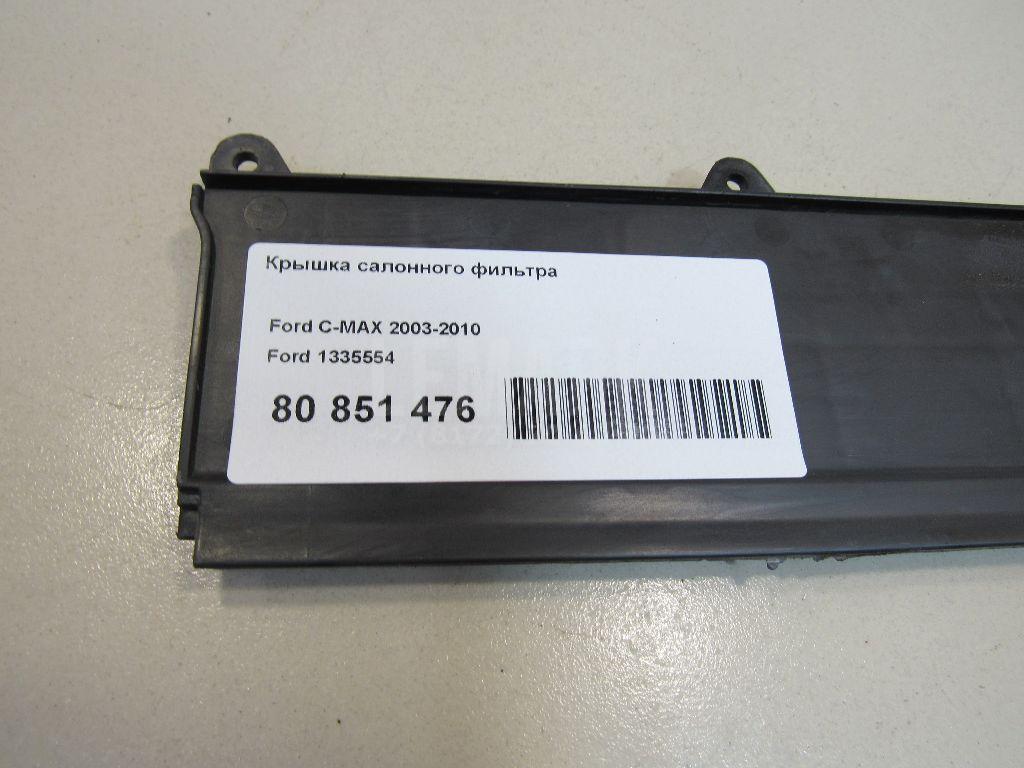 Крышка салонного фильтра
Ford C-MAX 2003-2010
Ford 1335554
80 851 476